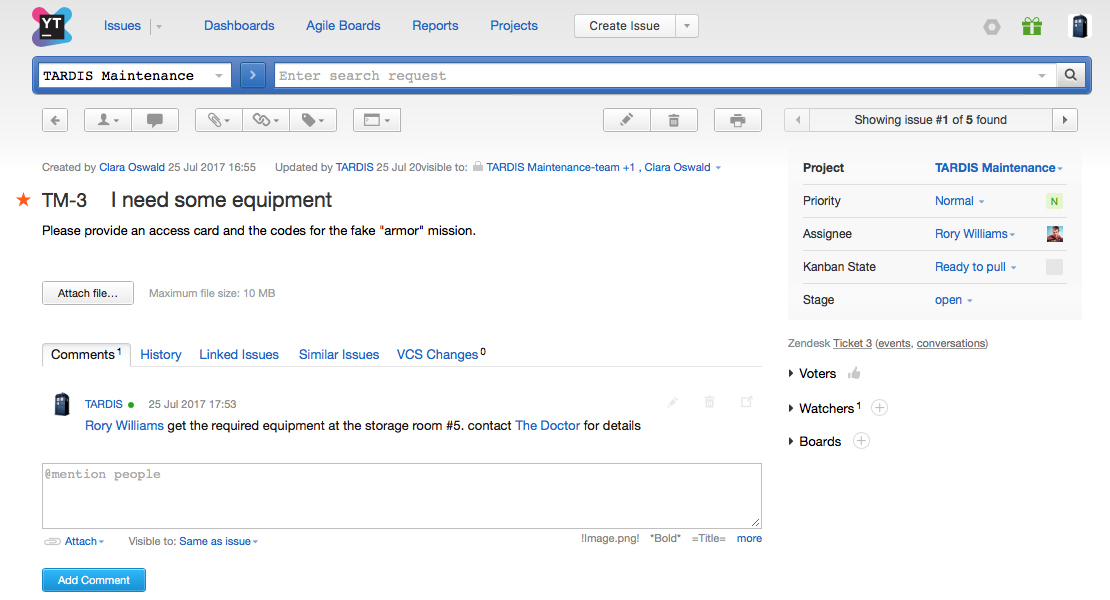 YT
Issues Dashboards Agile Boards Reports Projects Create Issue
TARDIS Maintenance Enter search request
Showing issue #1 of 5 found
Created by Clara Oswald 25 Jul 2017 16:55 Updated by TARDIS 25 Jul 20visible to: TARDIS Maintenance-team +1 , Clara Oswald
TM-3 I need some equipment
Please provide an access card and the codes for the fake "armor" mission.
Attach file... Maximum file size: 10 MB
Comments 1 History Linked Issues Similar Issues VCS Changes 0
TARDIS 25 Jul 2017 17:53
Rory Williams get the required equipment at the storage room #5. contact The Doctor for details
@mention people
Attach Visible to: Same as issue !Image.png! *Bold* =Title= more
Add Comment
Project TARDIS Maintenance
Priority Normal N
Assignee Rory Williams
Kanban State Ready to pull
Stage open
Zendesk Ticket 3 (events, conversations)
Voters
Watchers 1
Boards